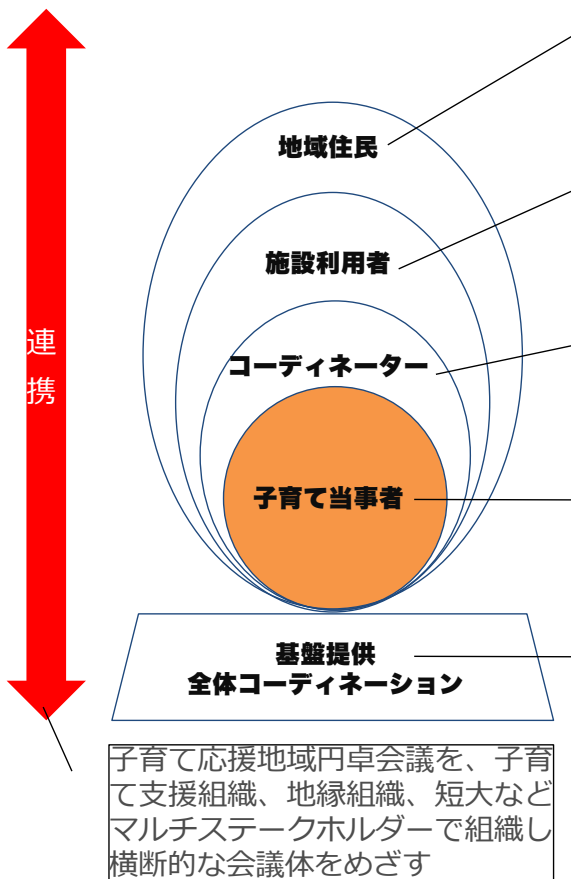 地域住民
施設利用者
コーディネーター
連
携
子育て当事者
基盤提供
全体コーディネーション
子育て応援地域円卓会議を、子育
て支援組織、地縁組織、短大など
マルチステークホルダーで組織し
横断的な会議体をめざす